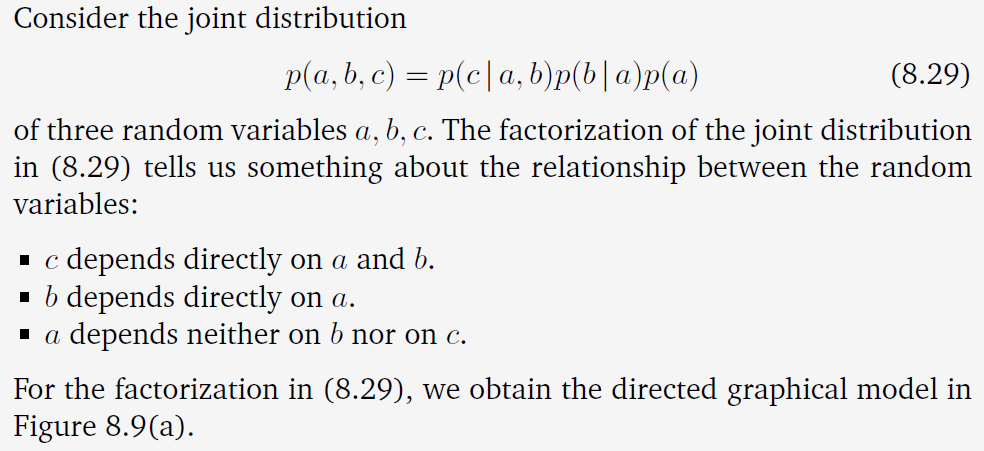 Consider the joint distribution
p(a, b, c) = p(c | a, b)p(b | a)p(a) (8.29)
of three random variables a, b, c. The factorization of the joint distribution
in (8.29) tells us something about the relationship between the random
variables:
▪ c depends directly on a and b.
▪ b depends directly on a.
▪ a depends neither on b nor on c.
For the factorization in (8.29), we obtain the directed graphical model in
Figure 8.9(a).